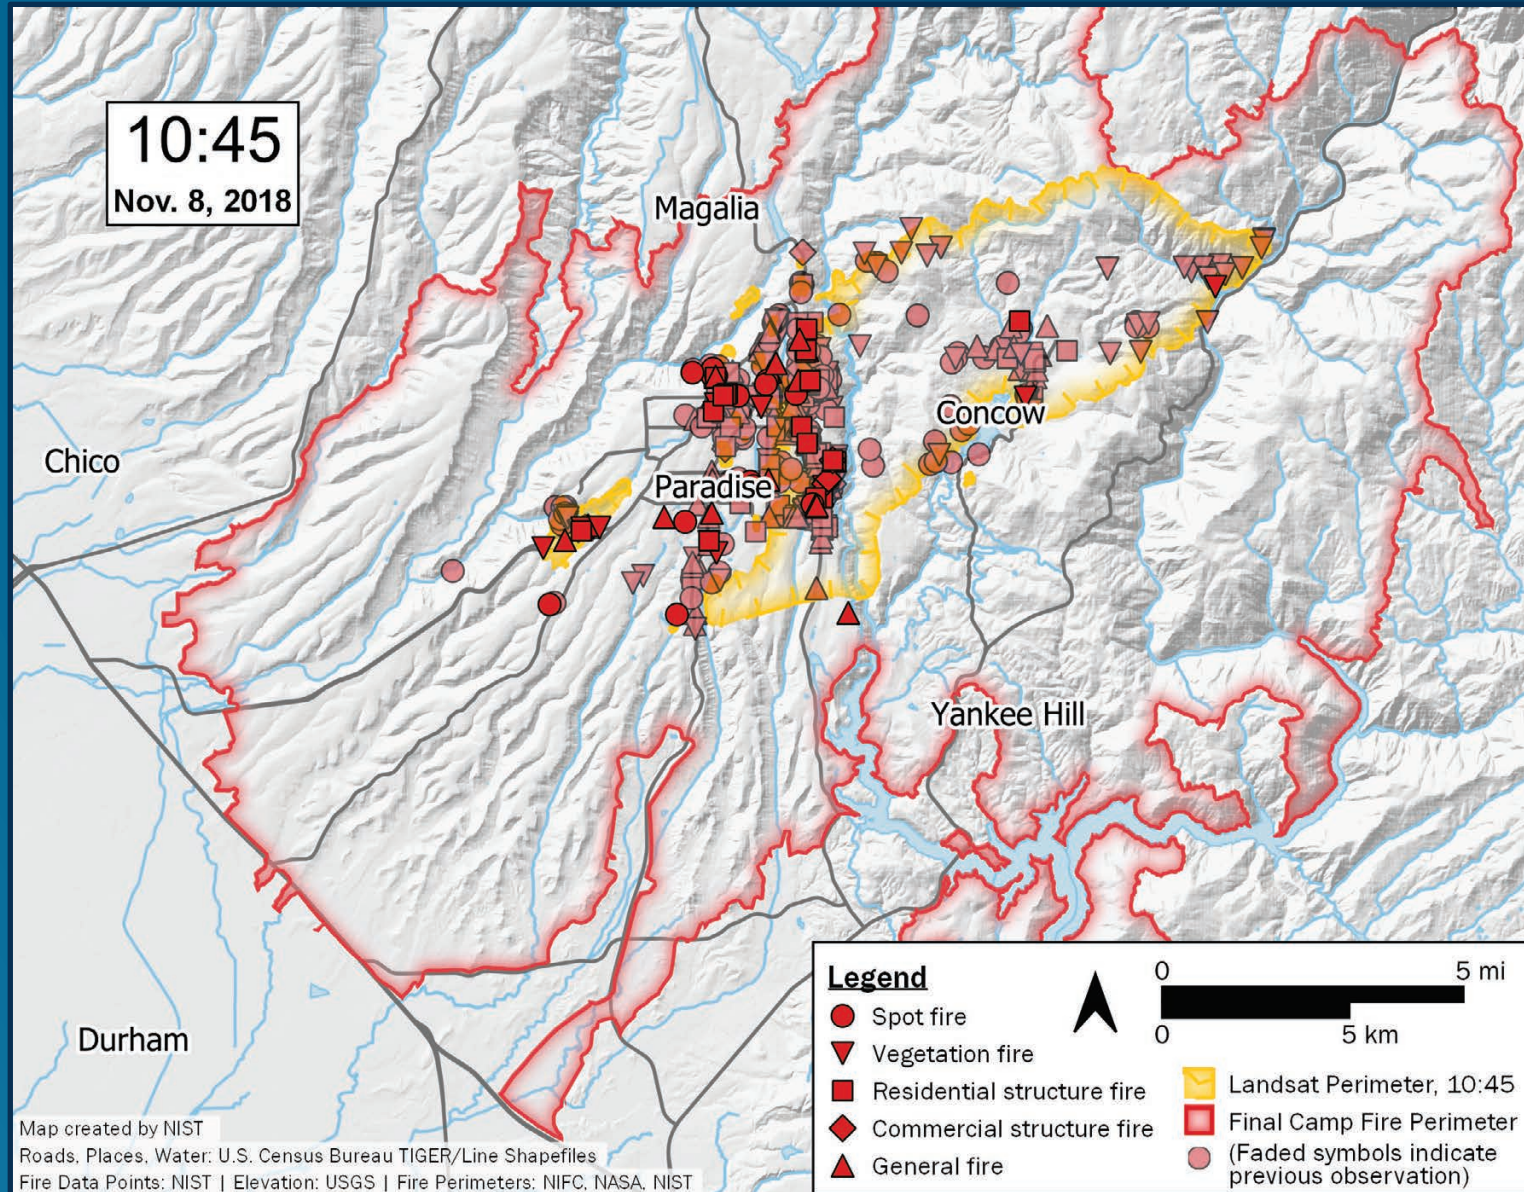 10:45
Nov. 8, 2018
Magalia
Chico
Concow
Paradise
Yankee Hill
Durham
Legend
Spot fire
Vegetation fire
Residential structure fire
Commercial structure fire
General fire
0 5 mi
0 5 km
Landsat Perimeter, 10:45
Final Camp Fire Perimeter
(Faded symbols indicate
previous observation)
Map created by NIST
Roads, Places, Water: U.S. Census Bureau TIGER/Line Shapefiles
Fire Data Points: NIST | Elevation: USGS | Fire Perimeters: NIFC, NASA, NIST